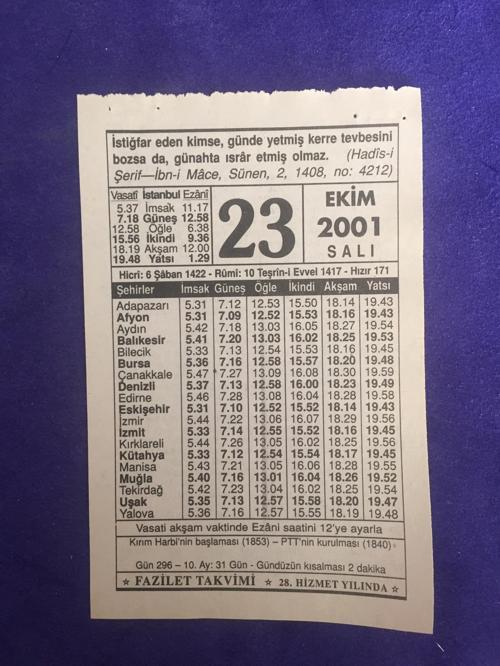 İstiğfar eden kimse, günde yetmiş kerre tevbesini
bozsa da, günahta ısrâr etmiş olmaz. (Hadîs-i
Şerif—İbn-i Mâce, Sünen, 2, 1408, no: 4212)
Vasatî İstanbul Ezânî
5.37 İmsak 11.17
7.18 Güneş 12.58
12.58 Öğle 6.38
15.56 İkindi 9.36
18.19 Akşam 12.00
19.48 Yatsı 1.29
23
EKİM
2001
SALI
Hicri: 6 Şâban 1422 - Rûmi: 10 Teşrîn-i Evvel 1417 - Hızır 171
Şehirler İmsak Güneş Öğle İkindi Akşam Yatsı
Adapazarı 5.31 7.12 12.53 15.50 18.14 19.43
Afyon 5.31 7.09 12.52 15.53 18.16 19.43
Aydın 5.42 7.18 13.03 16.05 18.27 19.54
Balıkesir 5.41 7.20 13.03 16.02 18.25 19.53
Bilecik 5.33 7.13 12.54 15.53 18.16 19.45
Bursa 5.36 7.16 12.58 15.57 18.20 19.48
Çanakkale 5.47 7.27 13.09 16.08 18.30 19.59
Denizli 5.37 7.13 12.58 16.00 18.23 19.49
Edirne 5.46 7.28 13.08 16.04 18.28 19.58
Eskişehir 5.31 7.10 12.52 15.52 18.14 19.43
İzmir 5.44 7.22 13.06 16.07 18.29 19.56
İzmit 5.33 7.14 12.55 15.52 18.16 19.45
Kırklareli 5.44 7.26 13.05 16.02 18.25 19.56
Kütahya 5.33 7.12 12.54 15.54 18.17 19.45
Manisa 5.43 7.21 13.05 16.06 18.28 19.55
Muğla 5.40 7.16 13.01 16.04 18.26 19.52
Tekirdağ 5.42 7.23 13.04 16.02 18.25 19.54
Uşak 5.35 7.13 12.57 15.58 18.20 19.47
Yalova 5.36 7.16 12.57 15.55 18.19 19.48
Vasati akşam vaktinde Ezâni saatini 12'ye ayarla
Kırım Harbi'nin başlaması (1853) – PTT'nin kurulması (1840)
Gün 296 – 10. Ay: 31 Gün - Gündüzün kısalması 2 dakika
★ FAZİLET TAKVİMİ ★ 28. HİZMET YILINDA ★